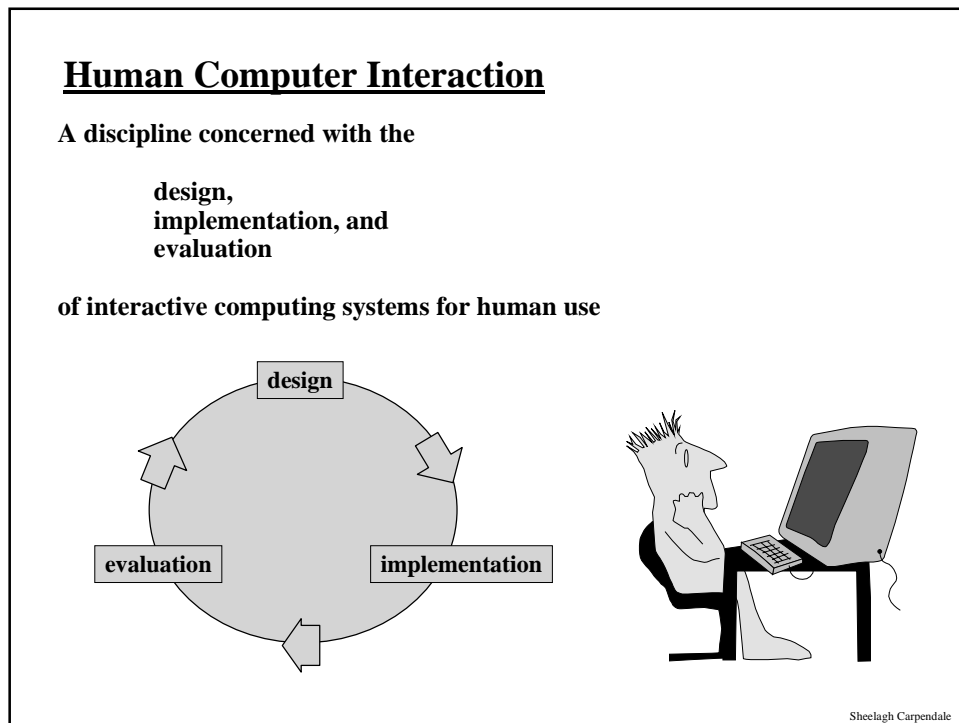 Human Computer Interaction
A discipline concerned with the
design,
implementation, and
evaluation
of interactive computing systems for human use
design
evaluation
implementation
Sheelagh Carpendale